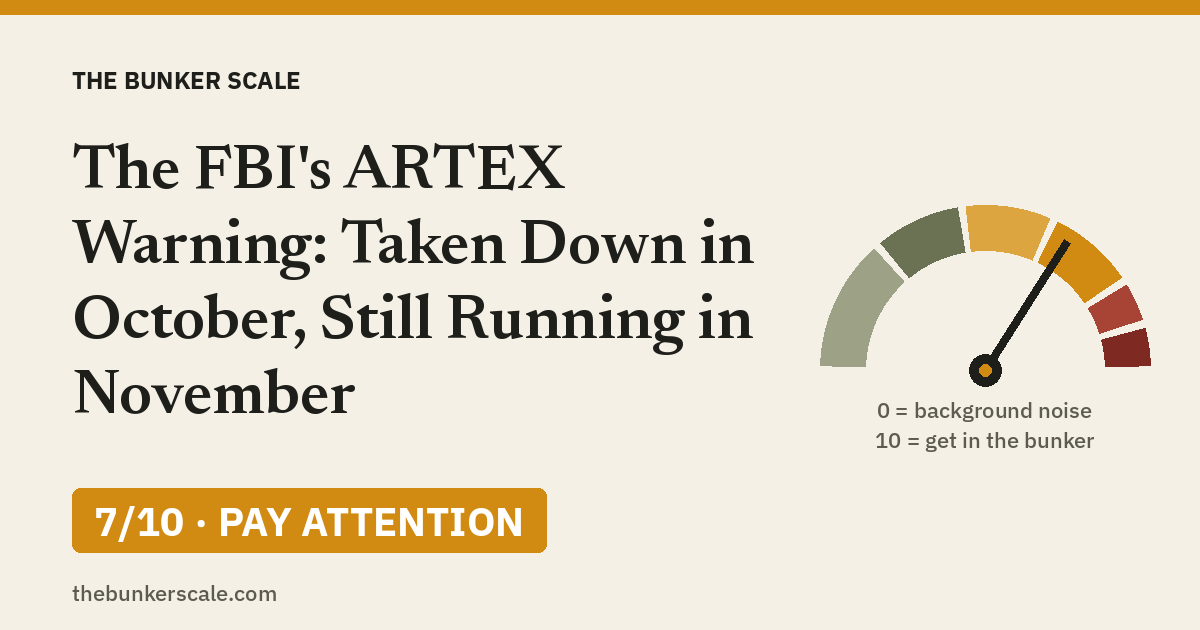 THE BUNKER SCALE
The FBI's ARTEX
Warning: Taken Down in
October, Still Running in
November
0 = background noise
10 = get in the bunker
7/10 · PAY ATTENTION
thebunkerscale.com